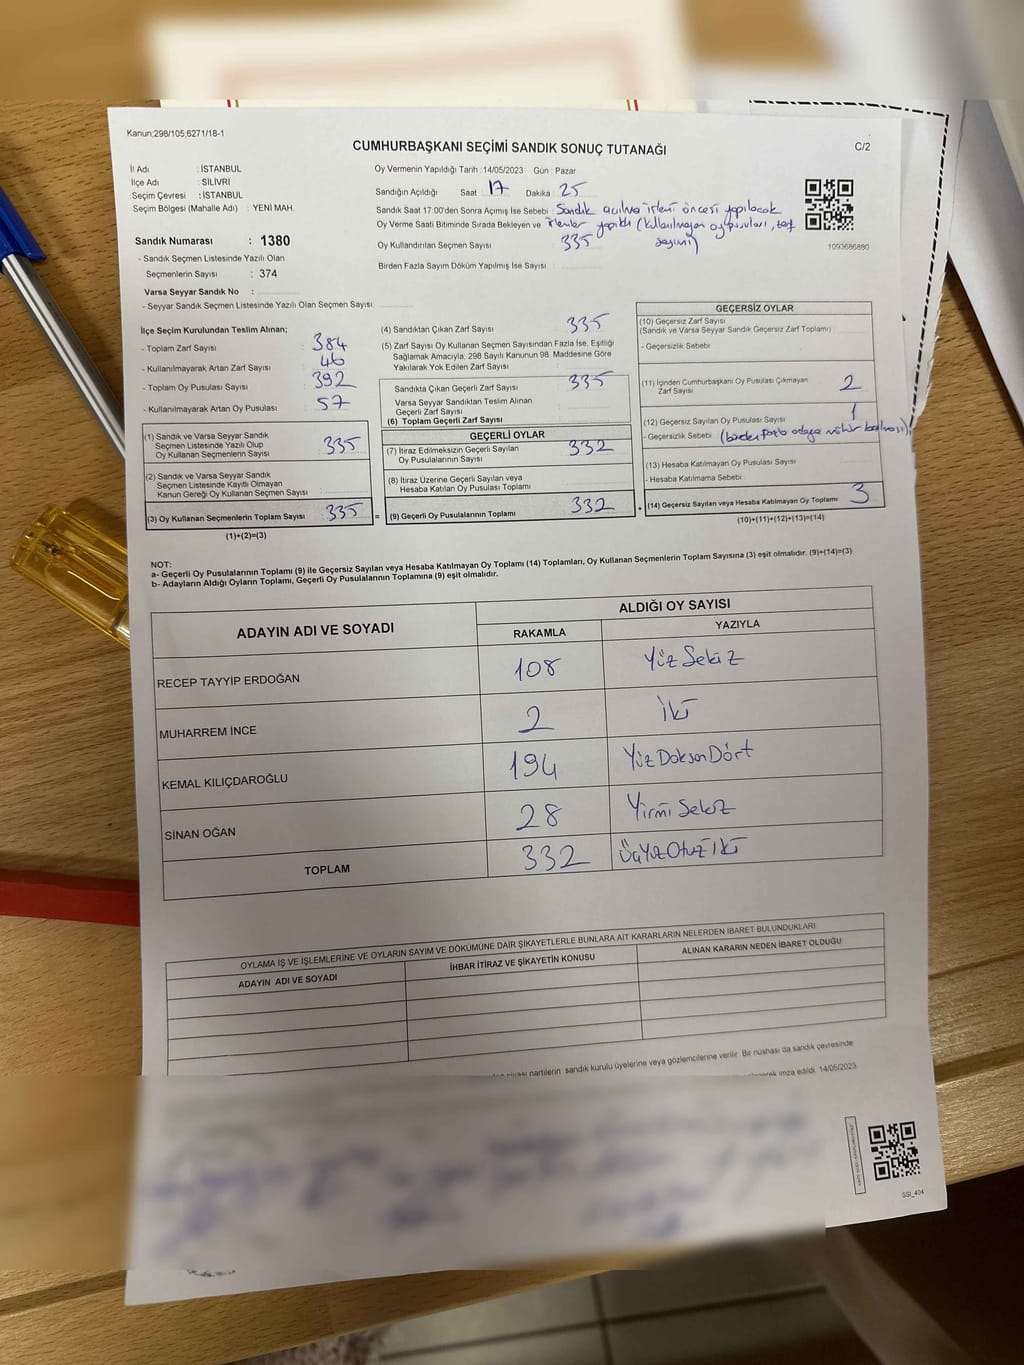 Kanun;298/105;6271/18-1
CUMHURBAŞKANI SEÇİMİ SANDIK SONUÇ TUTANAĞI
C/2
İl Adı : İSTANBUL
İlçe Adı : SİLİVRİ
Seçim Çevresi : İSTANBUL
Seçim Bölgesi (Mahalle Adı) : YENİ MAH.
Oy Vermenin Yapıldığı Tarih : 14/05/2023 Gün : Pazar
Sandığın Açıldığı Saat : 17 Dakika : 25
Sandık Saat 17:00'den Sonra Açımış İse Sebebi : Sandık açılma işleri öncesi yapılacak
Oy Verme Saati Bitiminde Sırada Bekleyen ve işlemler yapıldı (kullanılmayan oy pusuları, zarf
Oy Kullandırılan Seçmen Sayısı 335 sayımı)
Birden Fazla Sayım Döküm Yapılmış İse Sayısı :
1093686880
Sandık Numarası : 1380
- Sandık Seçmen Listesinde Yazılı Olan
Seçmenlerin Sayısı : 374
Varsa Seyyar Sandık No :
- Seyyar Sandık Seçmen Listesinde Yazılı Olan Seçmen Sayısı:
İlçe Seçim Kurulundan Teslim Alınan;
- Toplam Zarf Sayısı : 384
- Kullanılmayarak Artan Zarf Sayısı : 46
- Toplam Oy Pusulası Sayısı : 392
- Kullanılmayarak Artan Oy Pusulası : 57
(1) Sandık ve Varsa Seyyar Sandık
Seçmen Listesinde Yazılı Olup
Oy Kullanan Seçmenlerin Sayısı : 335
(2) Sandık ve Varsa Seyyar Sandık
Seçmen Listesinde Kayıtlı Olmayan
Kanun Gereği Oy Kullanan Seçmen Sayısı
(3) Oy Kullanan Seçmenlerin Toplam Sayısı : 335
(1)+(2)=(3)
(4) Sandıktan Çıkan Zarf Sayısı 335
(5) Zarf Sayısı Oy Kullanan Seçmen Sayısından Fazla İse, Eşitliği
Sağlamak Amacıyla, 298 Sayılı Kanunun 98. Maddesine Göre
Yakılarak Yok Edilen Zarf Sayısı
Sandıkta Çıkan Geçerli Zarf Sayısı 335
Varsa Seyyar Sandıktan Teslim Alınan
Geçerli Zarf Sayısı
(6) Toplam Geçerli Zarf Sayısı
GEÇERLİ OYLAR
(7) İtiraz Edilmeksizin Geçerli Sayılan
Oy Pusulalarının Sayısı 332
(8) İtiraz Üzerine Geçerli Sayılan veya
Hesaba Katılan Oy Pusulası Toplamı
= (9) Geçerli Oy Pusulalarının Toplamı 332
GEÇERSİZ OYLAR
(10) Geçersiz Zarf Sayısı
(Sandık ve Varsa Seyyar Sandık Geçersiz Zarf Toplamı)
- Geçersizlik Sebebi
(11) İçinden Cumhurbaşkanı Oy Pusulası Çıkmayan
Zarf Sayısı 2
(12) Geçersiz Sayılan Oy Pusulası Sayısı 1
- Geçersizlik Sebebi (birden fazla adaya mühür basılması)
(13) Hesaba Katılmayan Oy Pusulası Sayısı
- Hesaba Katılmama Sebebi
+ (14) Geçersiz Sayılan veya Hesaba Katılmayan Oy Toplamı 3
(10)+(11)+(12)+(13)=(14)
NOT:
a- Geçerli Oy Pusulalarının Toplamı (9) ile Geçersiz Sayılan veya Hesaba Katılmayan Oy Toplamı (14) Toplamları, Oy Kullanan Seçmenlerin Toplam Sayısına (3) eşit olmalıdır. (9)+(14)=(3)
b- Adayların Aldığı Oyların Toplamı, Geçerli Oy Pusulalarının Toplamına (9) eşit olmalıdır.
ADAYIN ADI VE SOYADI
ALDIĞI OY SAYISI
RAKAMLA YAZIYLA
RECEP TAYYİP ERDOĞAN 108 Yüz Sekiz
MUHARREM İNCE 2 İki
KEMAL KILIÇDAROĞLU 194 Yüz Doksan Dört
SİNAN OĞAN 28 Yirmi Sekiz
TOPLAM 332 ÜçYüz Otuz İki
OYLAMA İŞ VE İŞLEMLERİNE VE OYLARIN SAYIM VE DÖKÜMÜNE DAİR ŞİKAYETLERLE BUNLARA AİT KARARLARIN NELERDEN İBARET BULUNDUKLARI
ADAYIN ADI VE SOYADI İHBAR İTİRAZ VE ŞİKAYETİN KONUSU ALINAN KARARIN NEDEN İBARET OLDUĞU
partilerin sandık kurulu üyelerine veya gözlemcilerine verilir. Bir nüshası da sandık çevresinde
imza edildi. 14/05/2023
SSİ_404